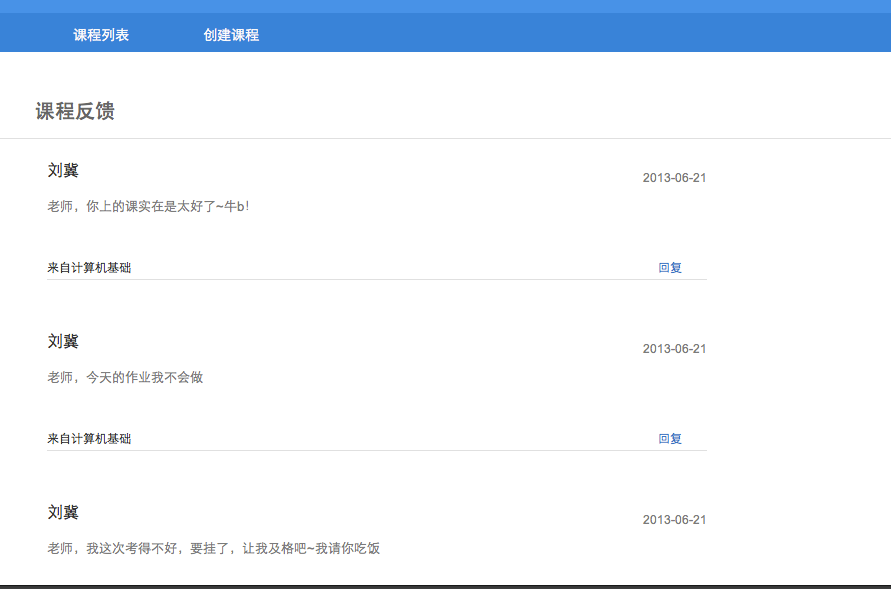 课程列表 创建课程
课程反馈
刘冀
2013-06-21
老师，你上的课实在是太好了~牛b!
来自计算机基础 回复
刘冀
2013-06-21
老师，今天的作业我不会做
来自计算机基础 回复
刘冀
2013-06-21
老师，我这次考得不好，要挂了，让我及格吧~我请你吃饭